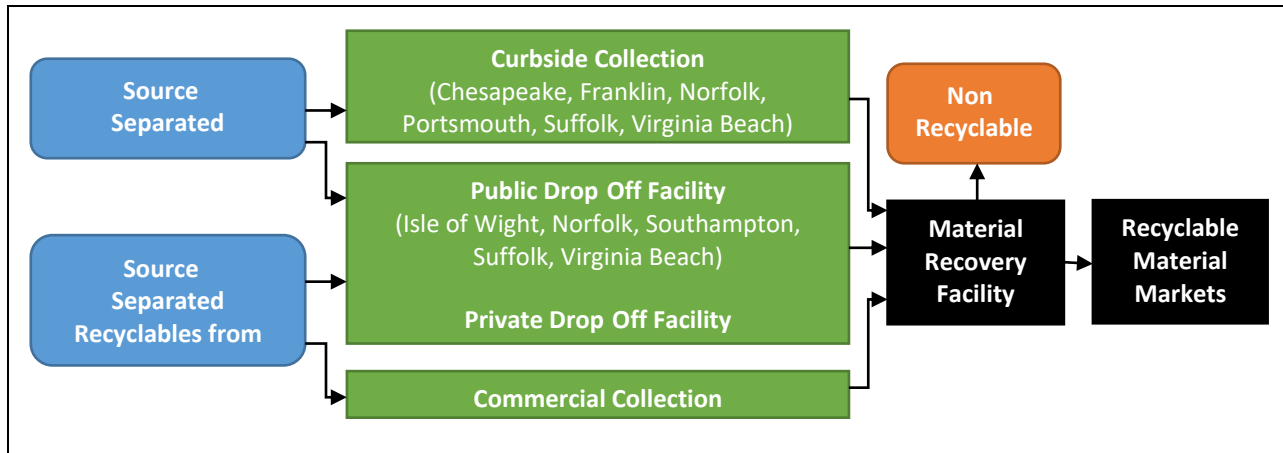 Source
Separated
Source
Separated
Recyclables from
Curbside Collection
(Chesapeake, Franklin, Norfolk,
Portsmouth, Suffolk, Virginia Beach)
Public Drop Off Facility
(Isle of Wight, Norfolk, Southampton,
Suffolk, Virginia Beach)
Private Drop Off Facility
Commercial Collection
Non
Recyclable
Material
Recovery
Facility
Recyclable
Material
Markets